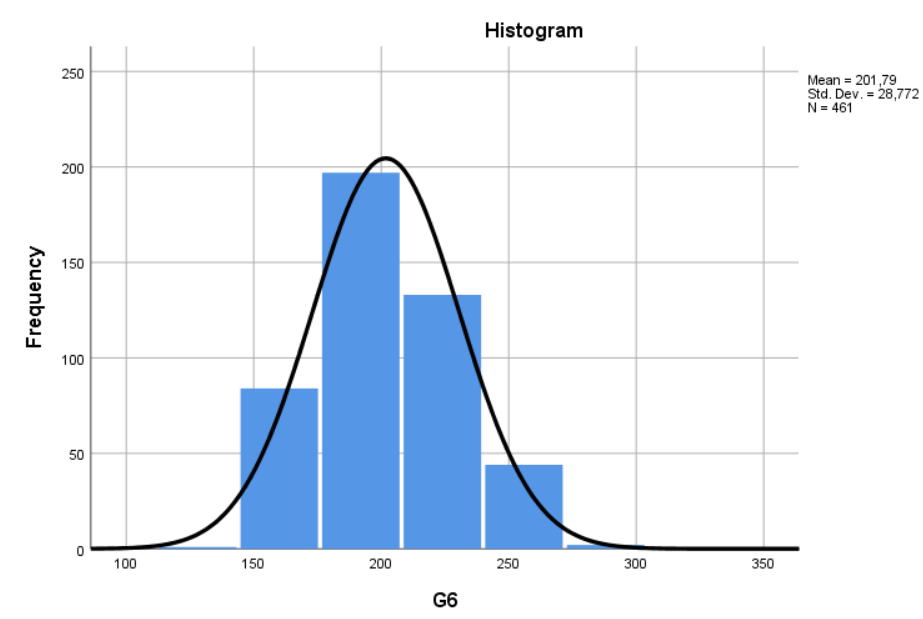 Histogram
Mean = 201,79
Std. Dev. = 28,772
N = 461
Frequency
250
200
150
100
50
0
100 150 200 250 300 350
G6